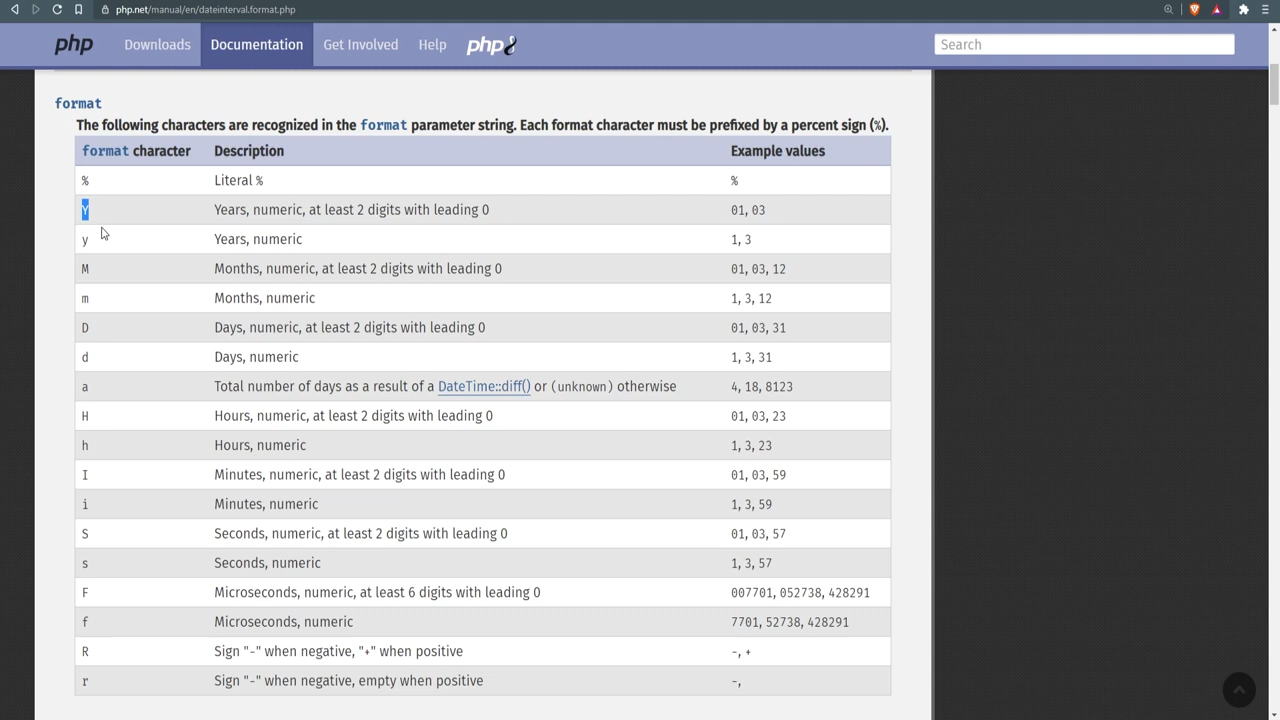 php.net/manual/en/dateinterval.format.php
php Downloads Documentation Get Involved Help php8 Search
format
The following characters are recognized in the format parameter string. Each format character must be prefixed by a percent sign (%).
format character Description Example values
% Literal % %
Y Years, numeric, at least 2 digits with leading 0 01, 03
y Years, numeric 1, 3
M Months, numeric, at least 2 digits with leading 0 01, 03, 12
m Months, numeric 1, 3, 12
D Days, numeric, at least 2 digits with leading 0 01, 03, 31
d Days, numeric 1, 3, 31
a Total number of days as a result of a DateTime::diff() or (unknown) otherwise 4, 18, 8123
H Hours, numeric, at least 2 digits with leading 0 01, 03, 23
h Hours, numeric 1, 3, 23
I Minutes, numeric, at least 2 digits with leading 0 01, 03, 59
i Minutes, numeric 1, 3, 59
S Seconds, numeric, at least 2 digits with leading 0 01, 03, 57
s Seconds, numeric 1, 3, 57
F Microseconds, numeric, at least 6 digits with leading 0 007701, 052738, 428291
f Microseconds, numeric 7701, 52738, 428291
R Sign "-" when negative, "+" when positive -, +
r Sign "-" when negative, empty when positive -,